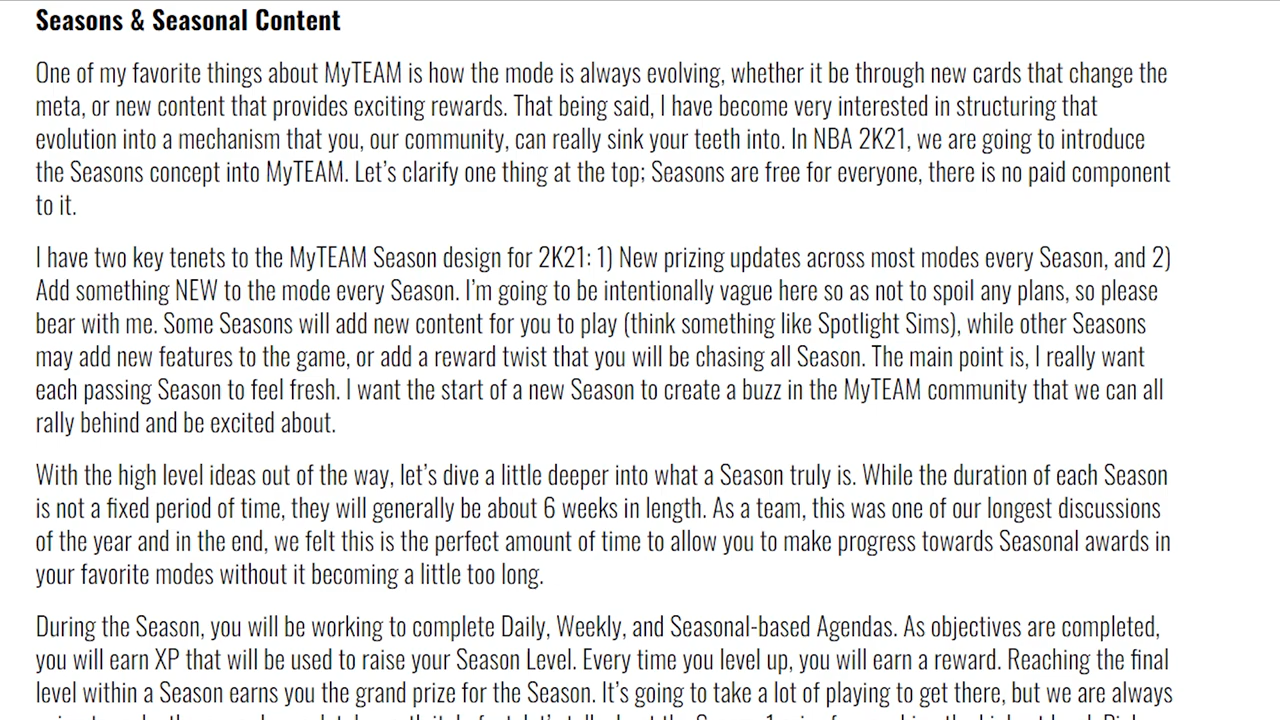 Seasons & Seasonal Content
One of my favorite things about MyTEAM is how the mode is always evolving, whether it be through new cards that change the
meta, or new content that provides exciting rewards. That being said, I have become very interested in structuring that
evolution into a mechanism that you, our community, can really sink your teeth into. In NBA 2K21, we are going to introduce
the Seasons concept into MyTEAM. Let’s clarify one thing at the top; Seasons are free for everyone, there is no paid component
to it.
I have two key tenets to the MyTEAM Season design for 2K21: 1) New prizing updates across most modes every Season, and 2)
Add something NEW to the mode every Season. I’m going to be intentionally vague here so as not to spoil any plans, so please
bear with me. Some Seasons will add new content for you to play (think something like Spotlight Sims), while other Seasons
may add new features to the game, or add a reward twist that you will be chasing all Season. The main point is, I really want
each passing Season to feel fresh. I want the start of a new Season to create a buzz in the MyTEAM community that we can all
rally behind and be excited about.
With the high level ideas out of the way, let’s dive a little deeper into what a Season truly is. While the duration of each Season
is not a fixed period of time, they will generally be about 6 weeks in length. As a team, this was one of our longest discussions
of the year and in the end, we felt this is the perfect amount of time to allow you to make progress towards Seasonal awards in
your favorite modes without it becoming a little too long.
During the Season, you will be working to complete Daily, Weekly, and Seasonal-based Agendas. As objectives are completed,
you will earn XP that will be used to raise your Season Level. Every time you level up, you will earn a reward. Reaching the final
level within a Season earns you the grand prize for the Season. It’s going to take a lot of playing to get there, but we are always